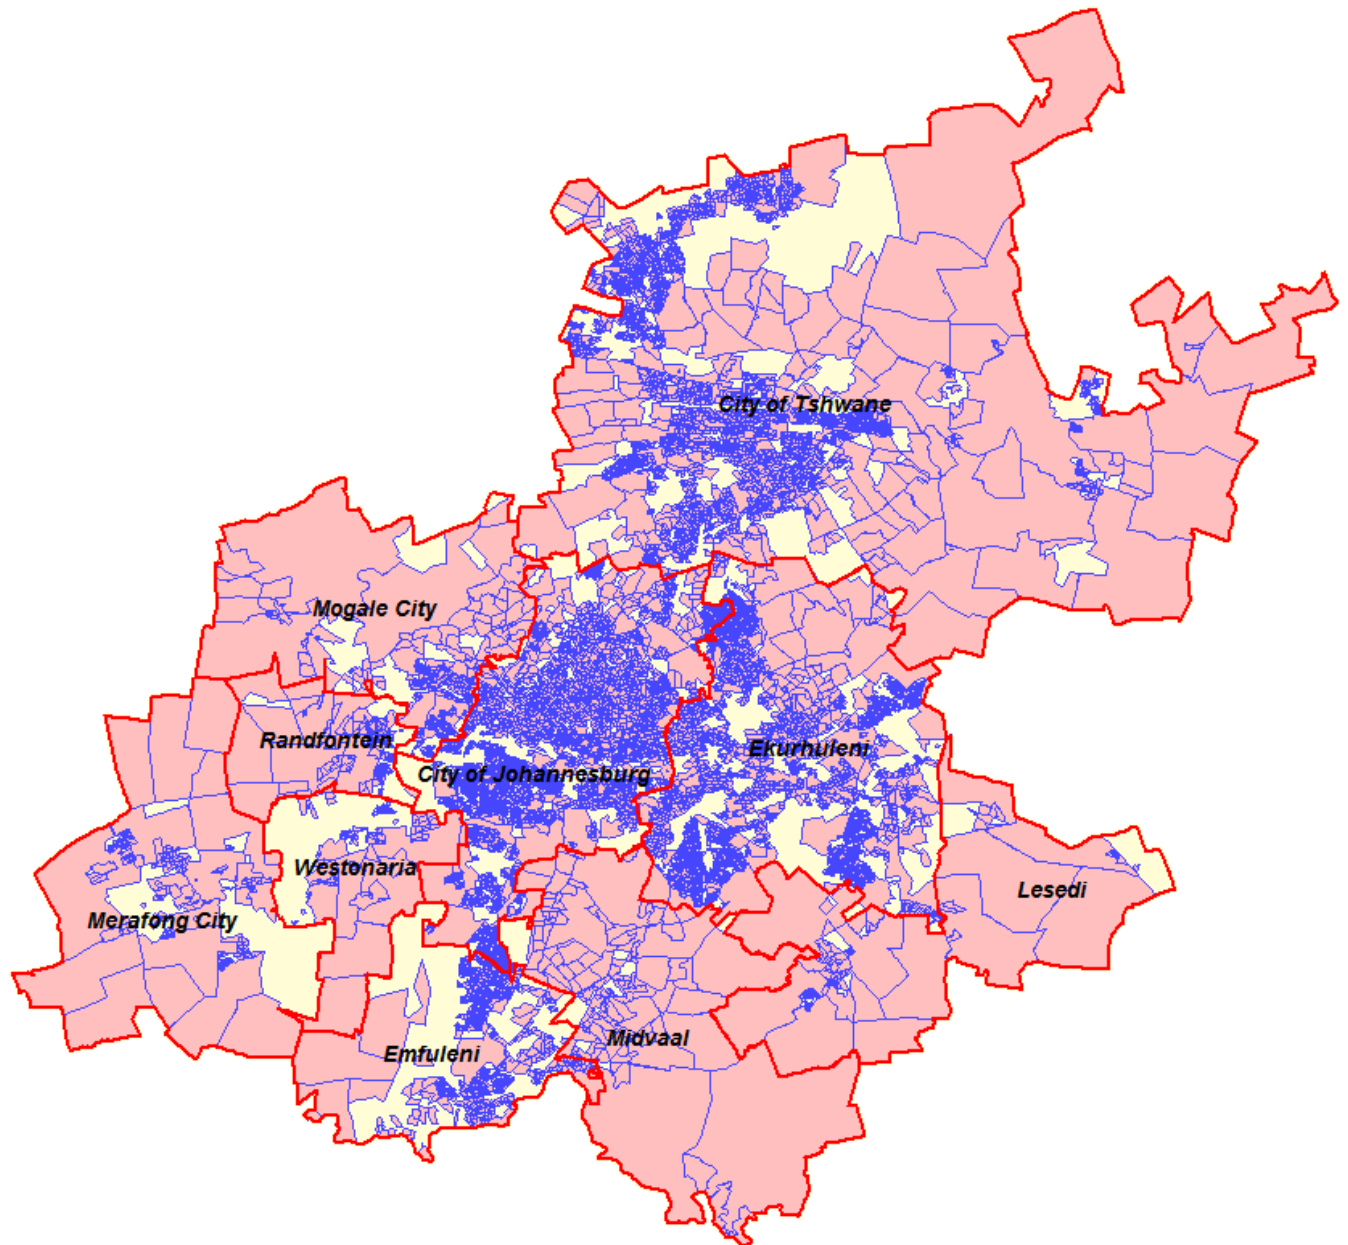 City of Tshwane
Mogale City
Randfontein
Ekurhuleni
City of Johannesburg
Westonaria
Lesedi
Merafong City
Midvaal
Emfuleni